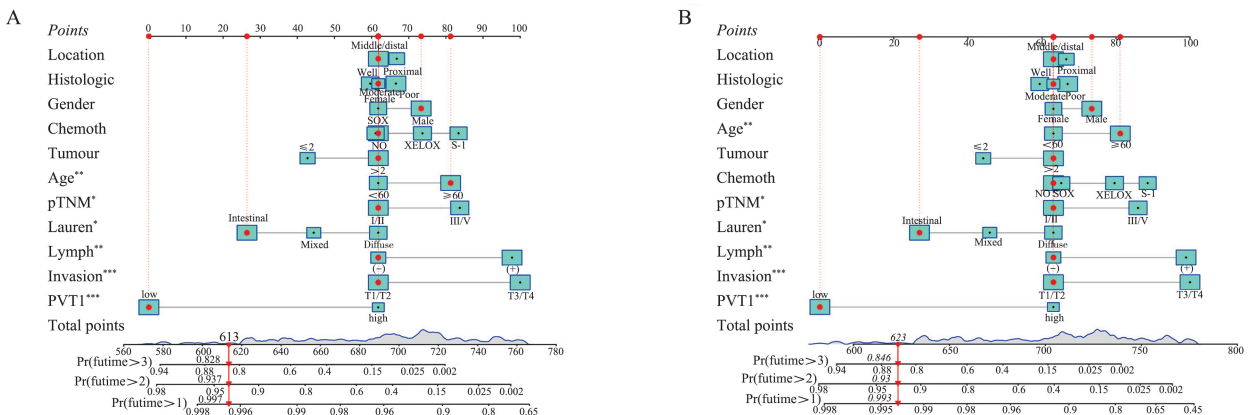 A
Points 0 20 40 60 80 100
Location Middle/distal Proximal
Histologic Well Moderate Poor
Gender Female Male
Chemoth SOX NO XELOX S-1
Tumour ≤2 >2
Age** <60 ≥60
pTNM* I/II III/V
Lauren* Intestinal Mixed Diffuse
Lymph** (−) (+)
Invasion*** T1/T2 T3/T4
PVT1*** low high
Total points
613
560 580 600 620 640 660 680 700 720 740 760 780
Pr(futime>3) 0.828
0.94 0.88 0.8 0.6 0.4 0.15 0.025 0.002
Pr(futime>2) 0.937
0.98 0.95 0.9 0.8 0.6 0.4 0.15 0.025 0.002
Pr(futime>1) 0.997
0.998 0.996 0.99 0.98 0.96 0.9 0.8 0.65
B
Points 0 20 40 60 80 100
Location Middle/distal Proximal
Histologic Well Moderate Poor
Gender Female Male
Age** <60 ≥60
Tumour ≤2 >2
Chemoth NO SOX XELOX S-1
pTNM* I/II III/V
Lauren* Intestinal Mixed Diffuse
Lymph** (−) (+)
Invasion*** T1/T2 T3/T4
PVT1*** low high
Total points
623
600 700 750 800
Pr(futime>3) 0.846
0.94 0.88 0.8 0.6 0.4 0.15 0.025 0.002
Pr(futime>2) 0.93
0.98 0.95 0.9 0.8 0.6 0.4 0.15 0.025 0.002
Pr(futime>1) 0.993
0.998 0.995 0.99 0.98 0.96 0.9 0.8 0.65 0.45